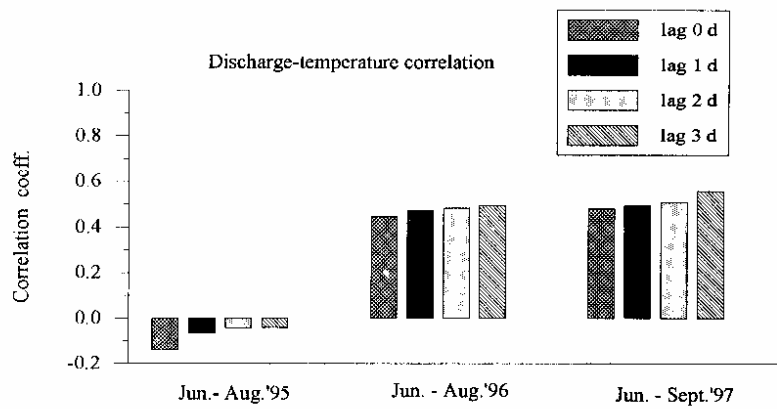 lag 0 d
lag 1 d
lag 2 d
lag 3 d
Discharge-temperature correlation
Correlation coeff.
1.0
0.8
0.6
0.4
0.2
0.0
-0.2
Jun.- Aug.'95
Jun. - Aug.'96
Jun. - Sept.'97